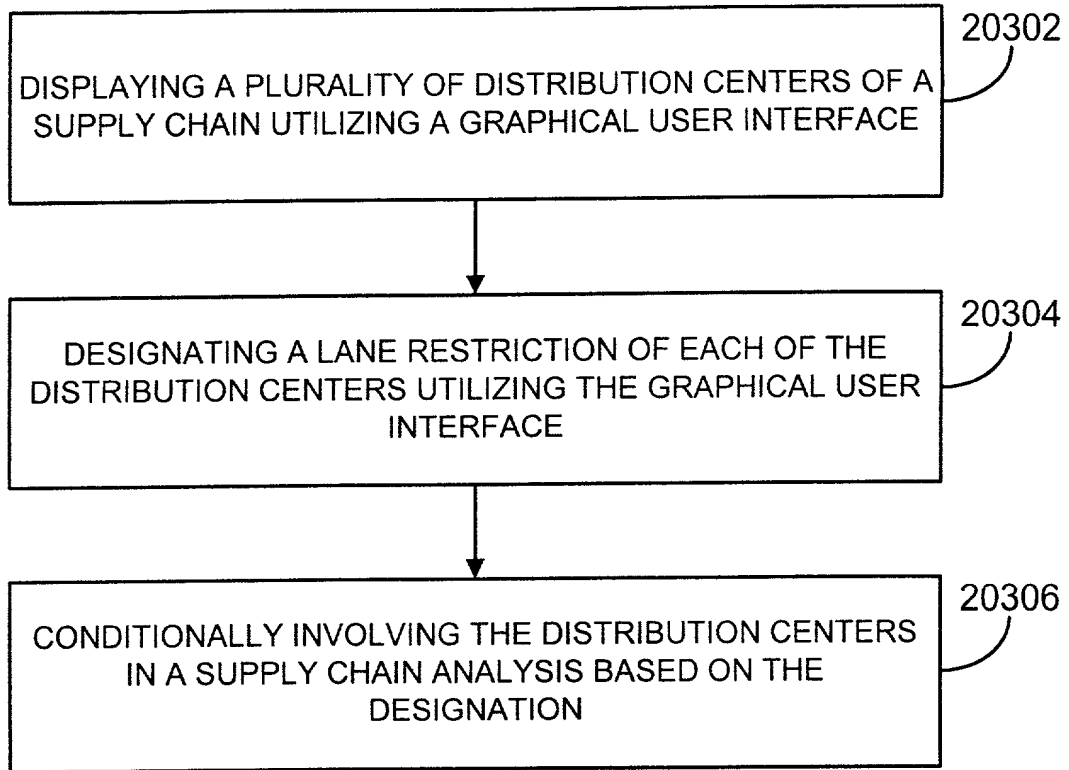 20302
DISPLAYING A PLURALITY OF DISTRIBUTION CENTERS OF A
SUPPLY CHAIN UTILIZING A GRAPHICAL USER INTERFACE
20304
DESIGNATING A LANE RESTRICTION OF EACH OF THE
DISTRIBUTION CENTERS UTILIZING THE GRAPHICAL USER
INTERFACE
20306
CONDITIONALLY INVOLVING THE DISTRIBUTION CENTERS
IN A SUPPLY CHAIN ANALYSIS BASED ON THE
DESIGNATION